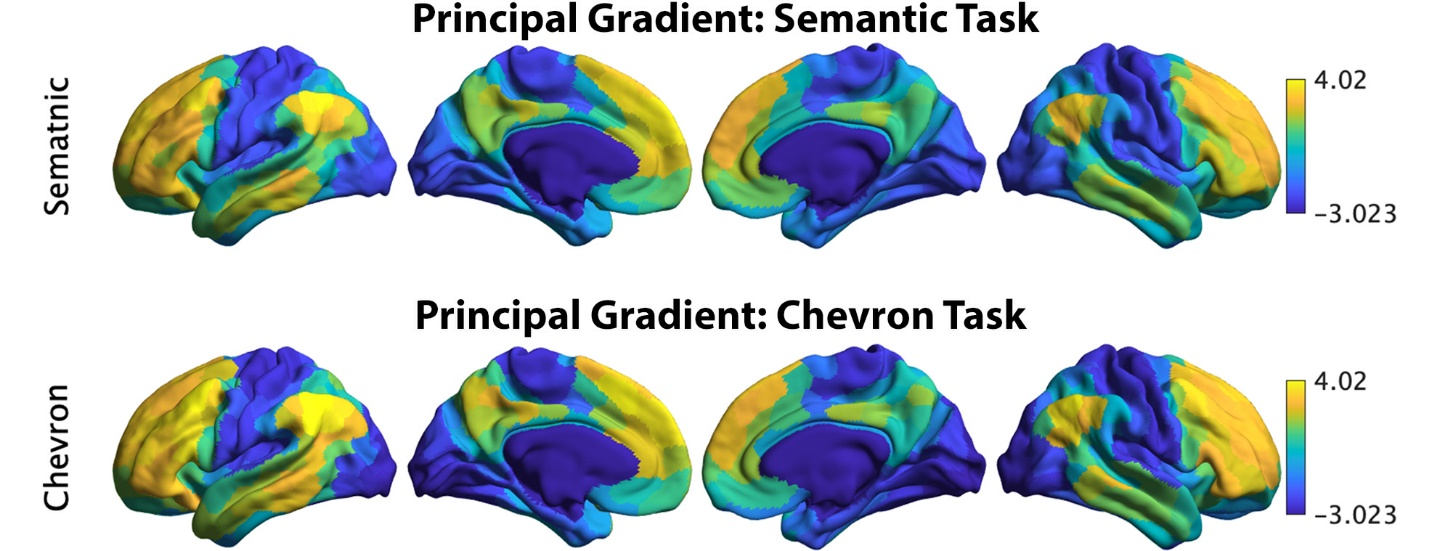 Principal Gradient: Semantic Task
Sematnic
4.02
−3.023
Principal Gradient: Chevron Task
Chevron
4.02
−3.023